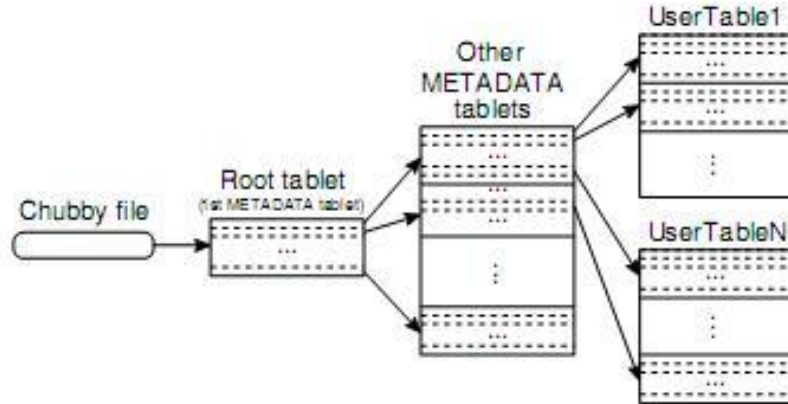 Chubby file
Root tablet
(1st METADATA tablet)
...
Other
METADATA
tablets
...
...
...
⋮
...
UserTable1
...
...
⋮
UserTableN
...
⋮
...